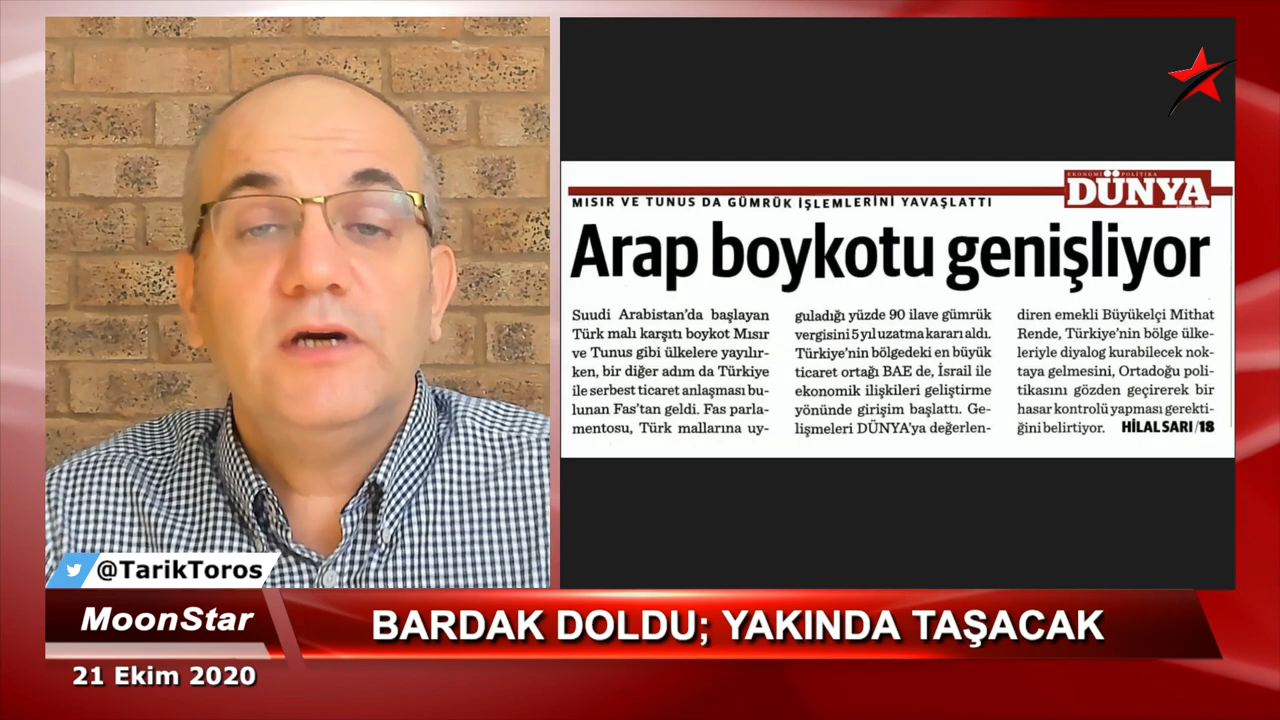 EKONOMİ POLİTİKA
DÜNYA
MISIR VE TUNUS DA GÜMRÜK İŞLEMLERİNİ YAVAŞLATTI
Arap boykotu genişliyor
Suudi Arabistan'da başlayan
Türk malı karşıtı boykot Mısır
ve Tunus gibi ülkelere yayılır-
ken, bir diğer adım da Türkiye
ile serbest ticaret anlaşması bu-
lunan Fas'tan geldi. Fas parla-
mentosu, Türk mallarına uy-
guladığı yüzde 90 ilave gümrük
vergisini 5 yıl uzatma kararı aldı.
Türkiye'nin bölgedeki en büyük
ticaret ortağı BAE de, İsrail ile
ekonomik ilişkileri geliştirme
yönünde girişim başlattı. Ge-
lişmeleri DÜNYA'ya değerlen-
diren emekli Büyükelçi Mithat
Rende, Türkiye'nin bölge ülke-
leriyle diyalog kurabilecek nok-
taya gelmesini, Ortadoğu poli-
tikasını gözden geçirerek bir
hasar kontrolü yapması gerekti-
ğini belirtiyor. HİLAL SARI/18
@TarikToros
MoonStar
BARDAK DOLDU; YAKINDA TAŞACAK
21 Ekim 2020